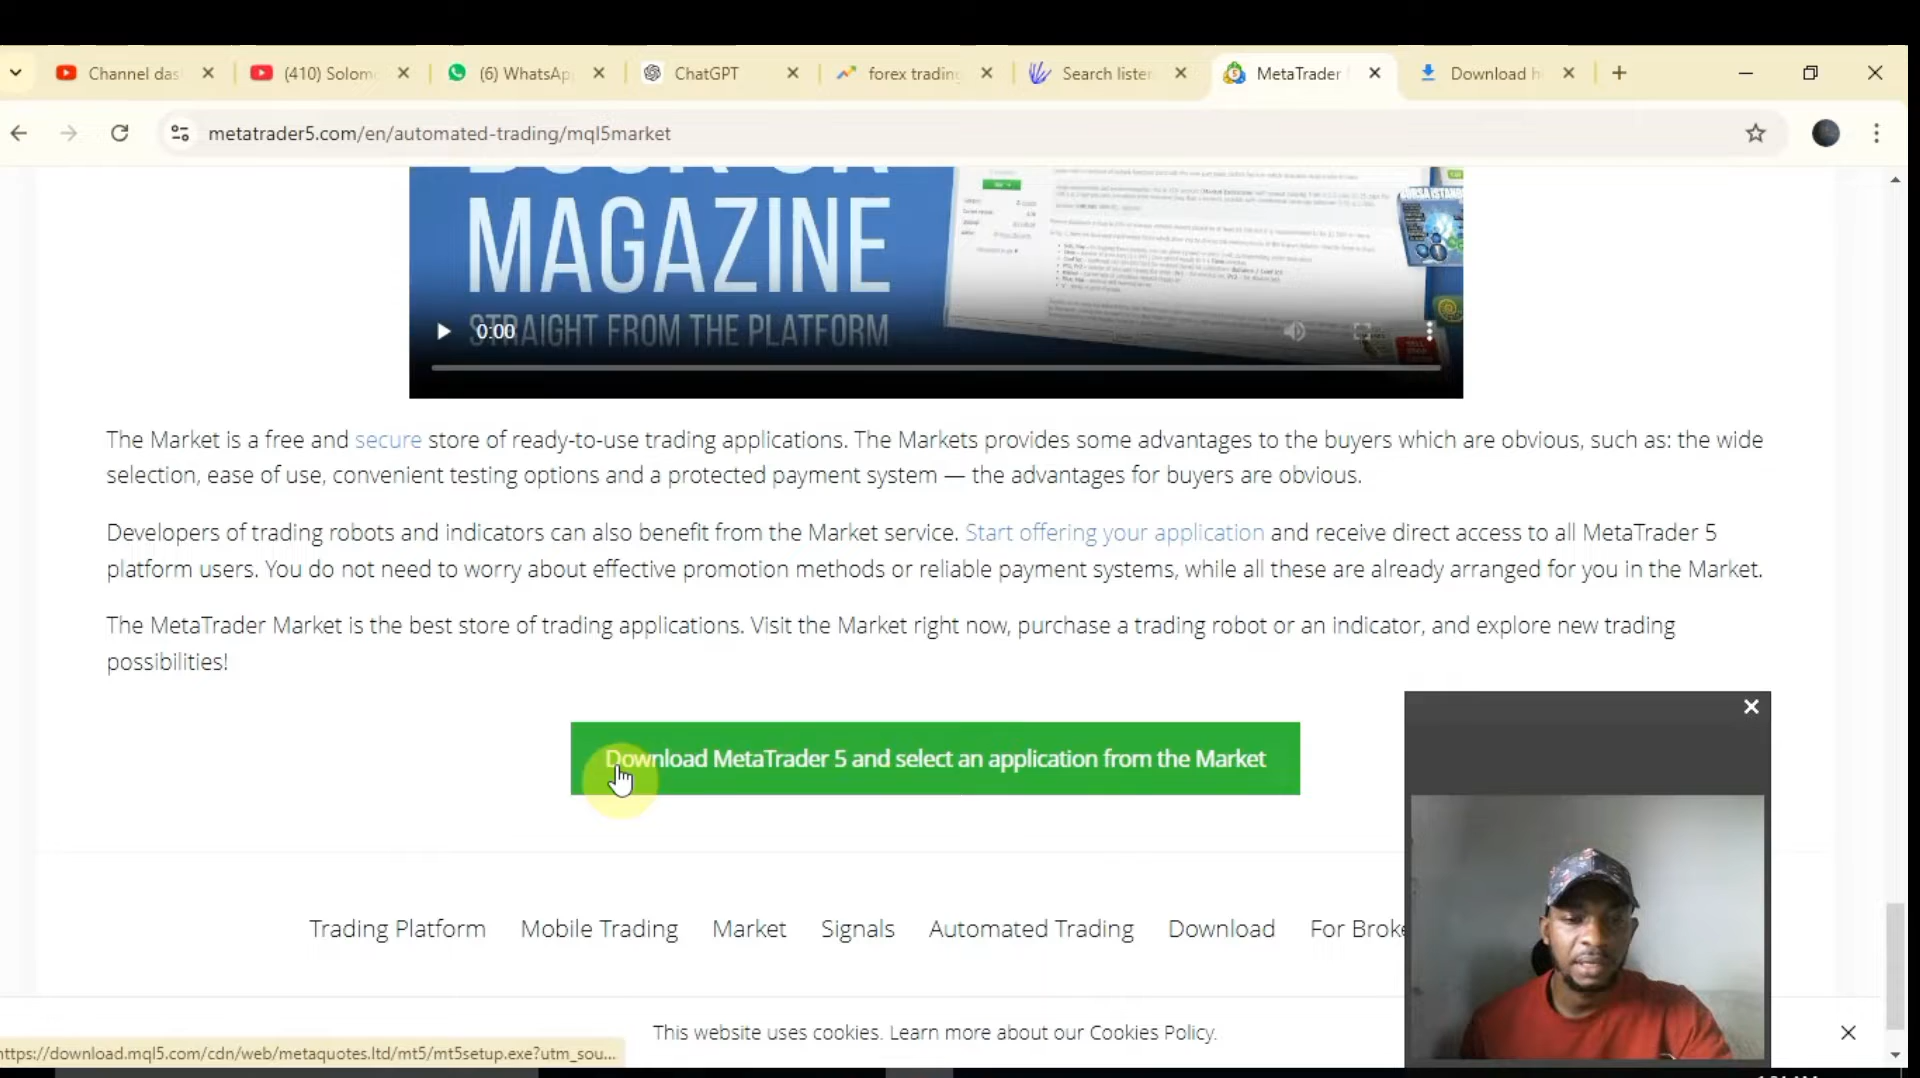 Channel das
(410) Solom
(6) WhatsAp
ChatGPT
forex trading
Search lister
MetaTrader
Download h
metatrader5.com/en/automated-trading/mql5market
MAGAZINE
STRAIGHT FROM THE PLATFORM
0:00
The Market is a free and secure store of ready-to-use trading applications. The Markets provides some advantages to the buyers which are obvious, such as: the wide
selection, ease of use, convenient testing options and a protected payment system — the advantages for buyers are obvious.
Developers of trading robots and indicators can also benefit from the Market service. Start offering your application and receive direct access to all MetaTrader 5
platform users. You do not need to worry about effective promotion methods or reliable payment systems, while all these are already arranged for you in the Market.
The MetaTrader Market is the best store of trading applications. Visit the Market right now, purchase a trading robot or an indicator, and explore new trading
possibilities!
Download MetaTrader 5 and select an application from the Market
Trading Platform Mobile Trading Market Signals Automated Trading Download For Broke
This website uses cookies. Learn more about our Cookies Policy.
https://download.mql5.com/cdn/web/metaquotes.ltd/mt5/mt5setup.exe?utm_sou...